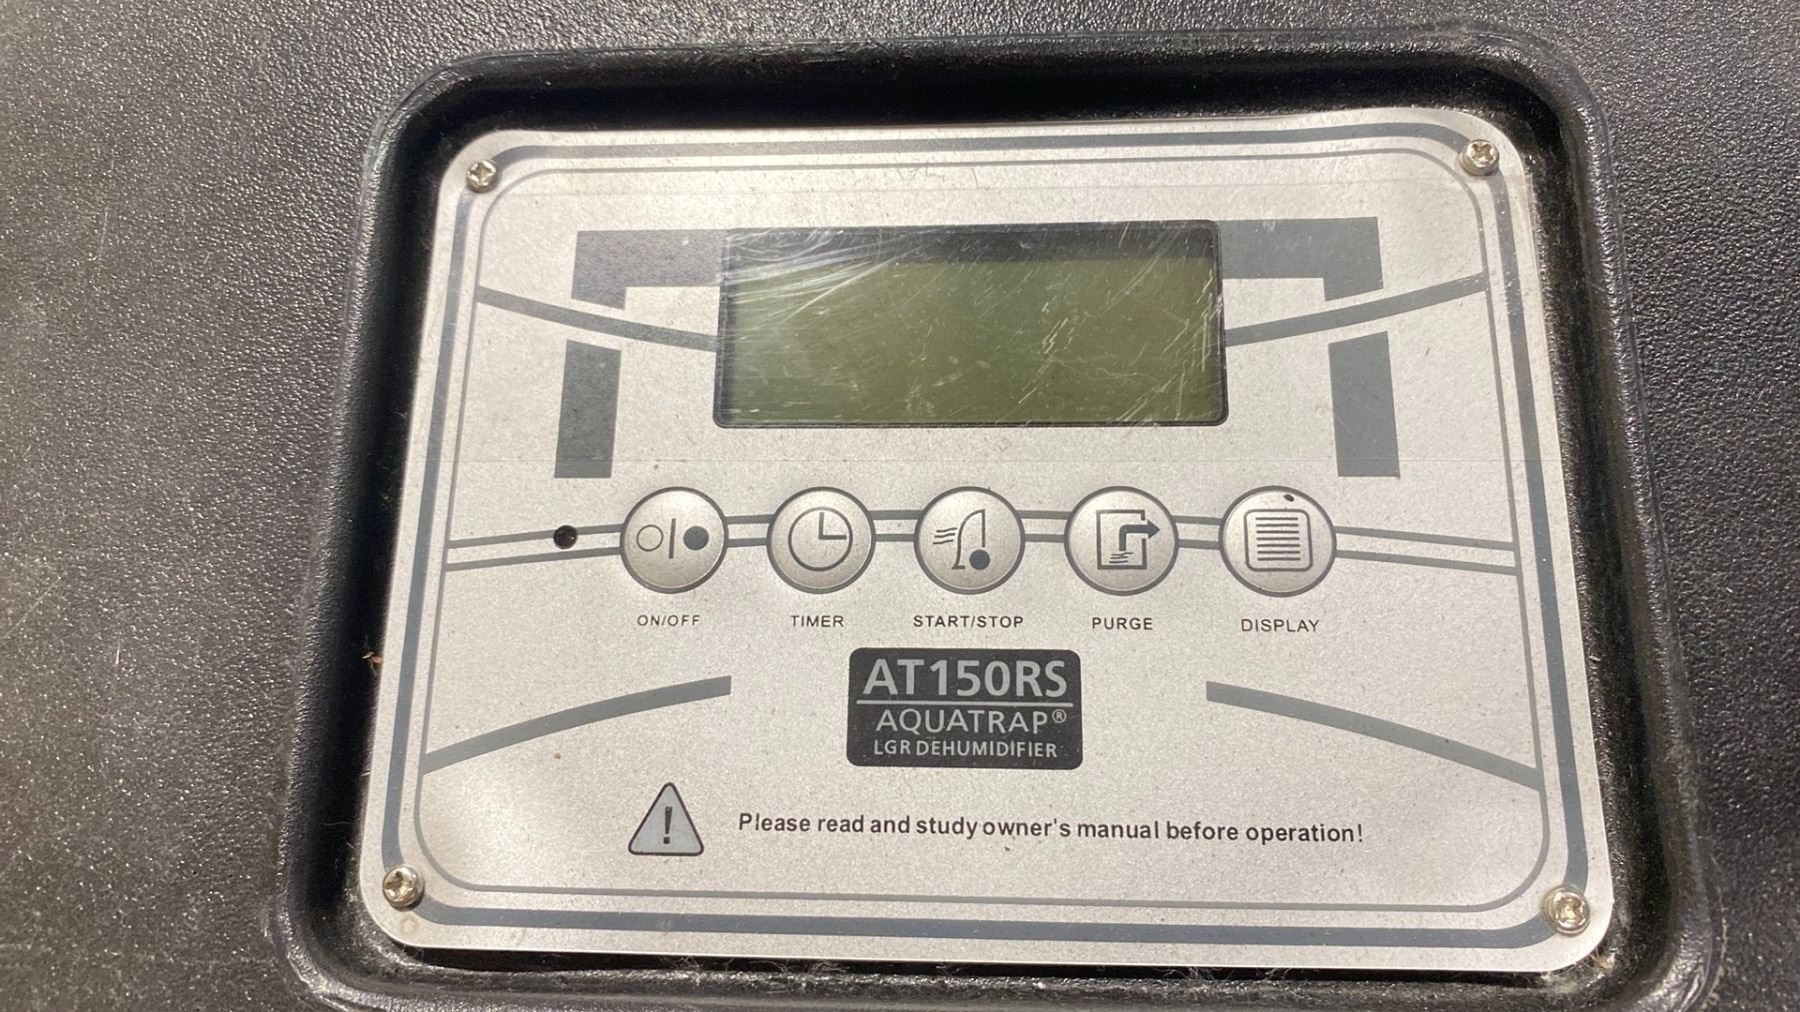 ON/OFF TIMER START/STOP PURGE DISPLAY
AT150RS
AQUATRAP®
LGR DEHUMIDIFIER
Please read and study owner's manual before operation!